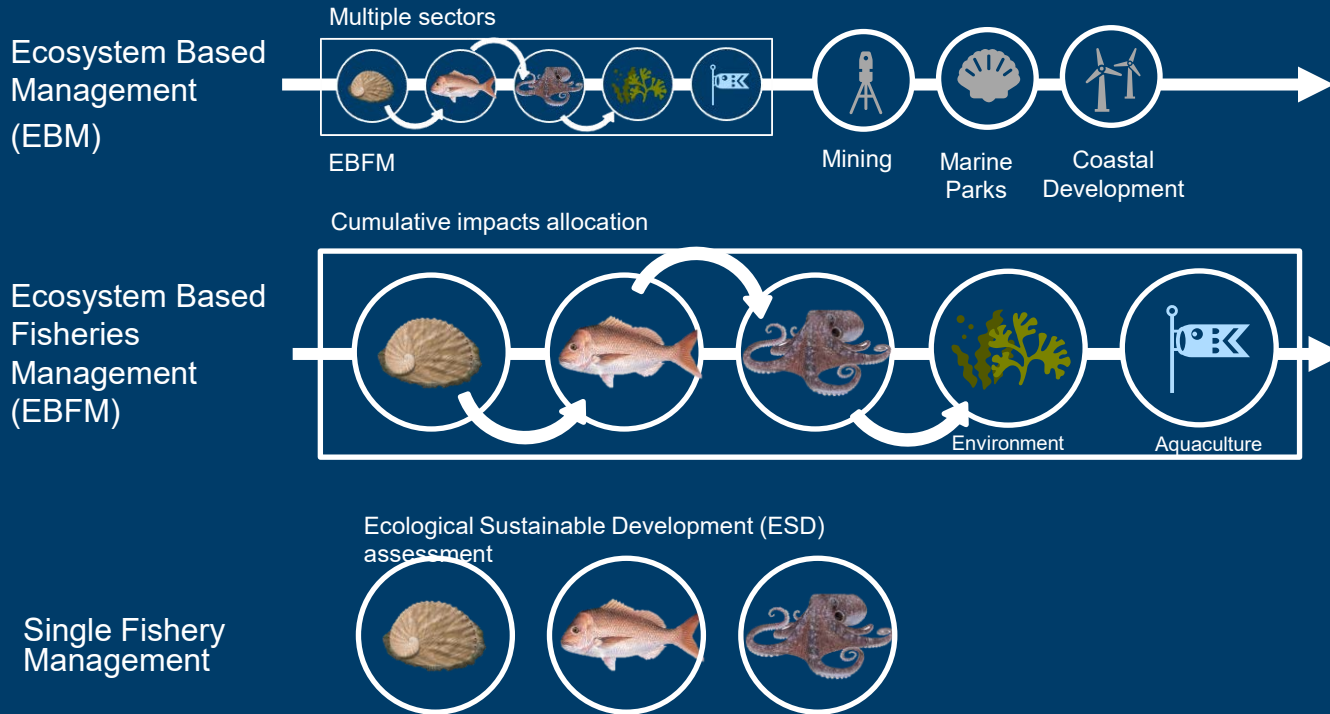 Multiple sectors
Ecosystem Based
Management
(EBM)
EBFM
Mining
Marine
Parks
Coastal
Development
Cumulative impacts allocation
Ecosystem Based
Fisheries
Management
(EBFM)
Environment
Aquaculture
Ecological Sustainable Development (ESD)
assessment
Single Fishery
Management